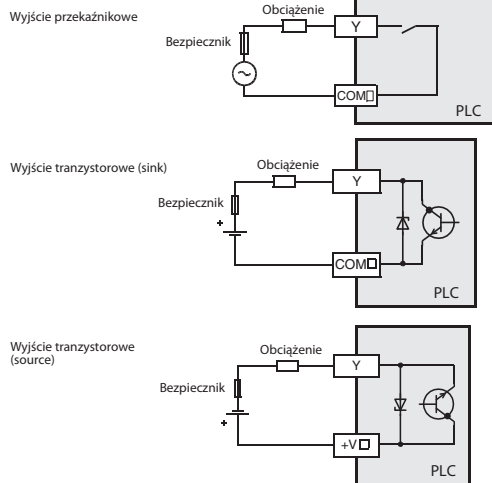 Wyjście przekaźnikowe
Obciążenie
Bezpiecznik
Y
COM□
PLC
Wyjście tranzystorowe (sink)
Obciążenie
Bezpiecznik
+
Y
COM□
PLC
Wyjście tranzystorowe
(source)
Obciążenie
Bezpiecznik
+
Y
+V□
PLC